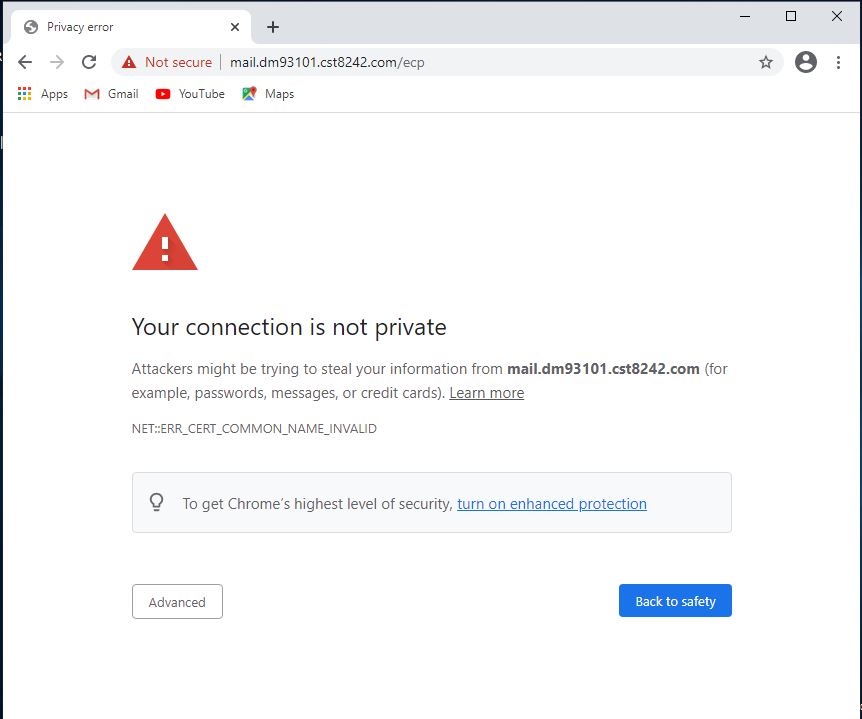 Privacy error
Not secure mail.dm93101.cst8242.com/ecp
Apps Gmail YouTube Maps
Your connection is not private
Attackers might be trying to steal your information from mail.dm93101.cst8242.com (for
example, passwords, messages, or credit cards). Learn more
NET::ERR_CERT_COMMON_NAME_INVALID
To get Chrome's highest level of security, turn on enhanced protection
Advanced Back to safety